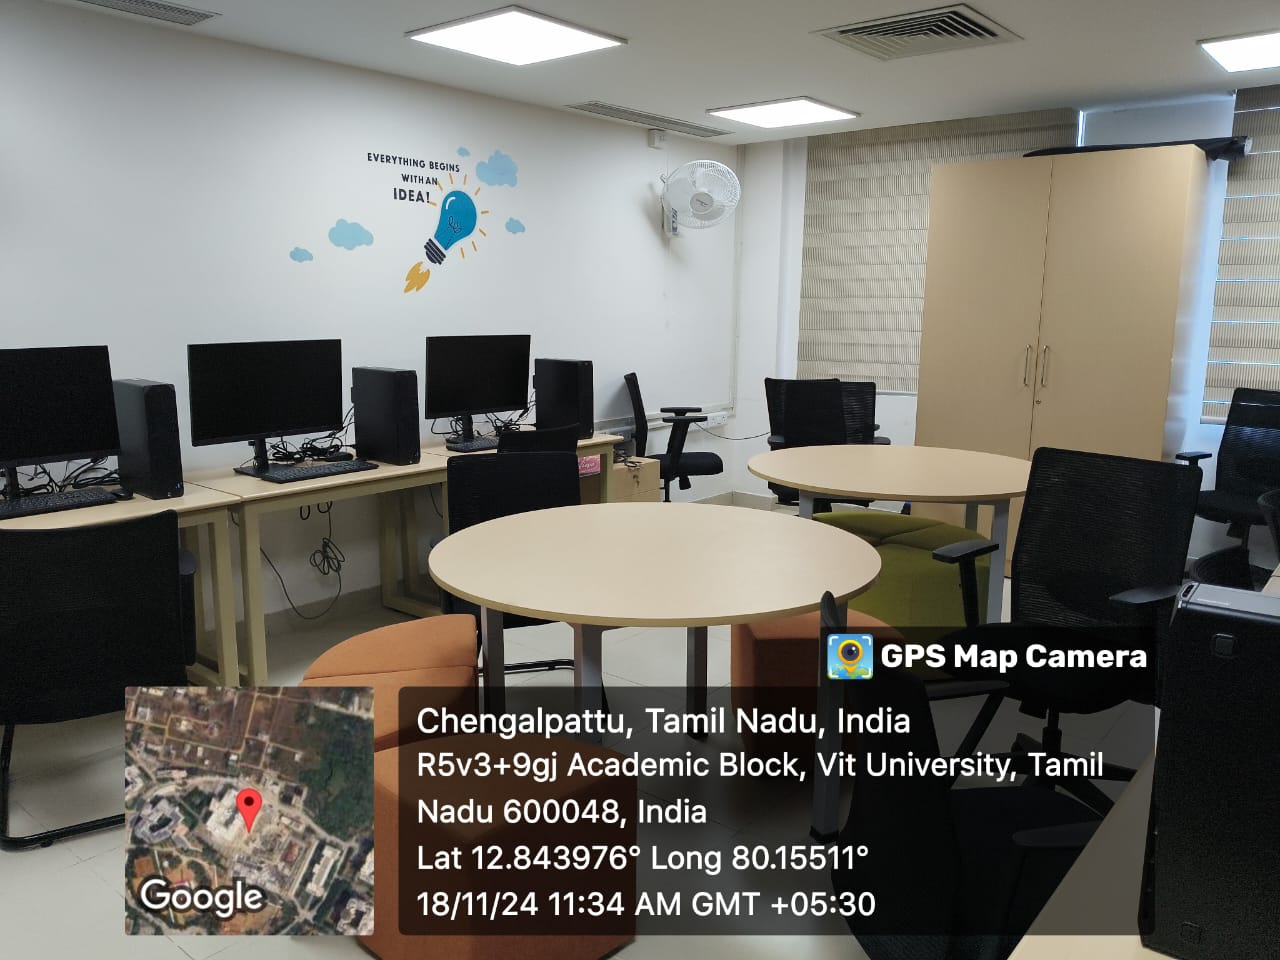 EVERYTHING BEGINS
WITH AN
IDEA!
GPS Map Camera
Chengalpattu, Tamil Nadu, India
R5v3+9gj Academic Block, Vit University, Tamil
Nadu 600048, India
Lat 12.843976° Long 80.15511°
18/11/24 11:34 AM GMT +05:30
Google